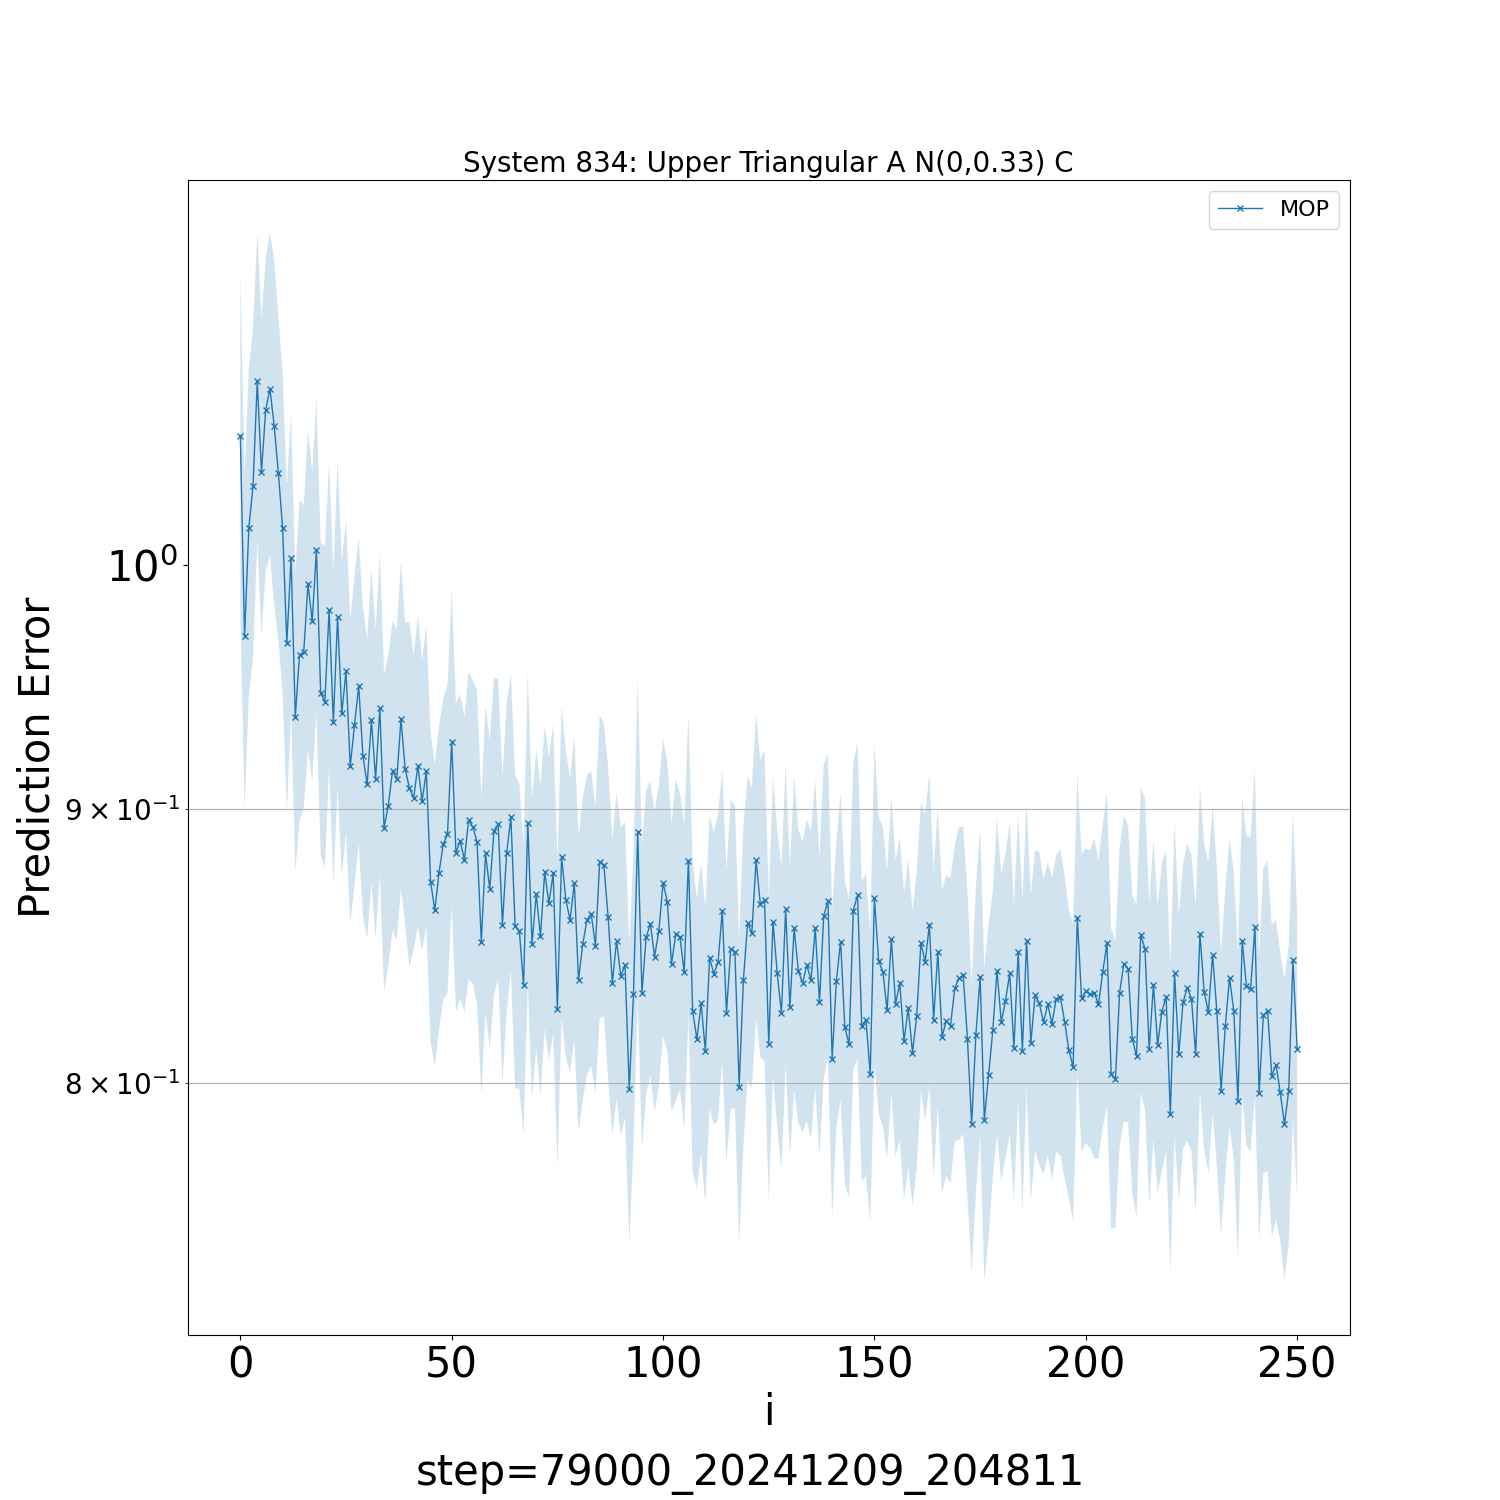 System 834: Upper Triangular A N(0,0.33) C
MOP
10⁰
9 × 10⁻¹
8 × 10⁻¹
Prediction Error
0 50 100 150 200 250
i
step=79000_20241209_204811